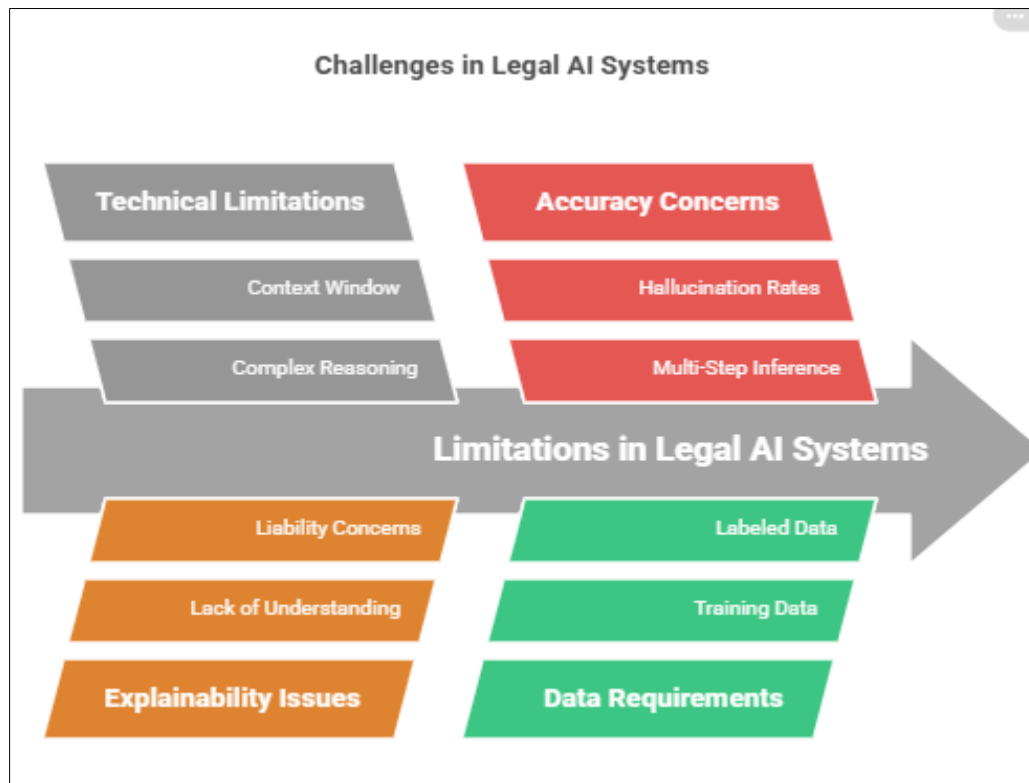 Challenges in Legal AI Systems
Technical Limitations
Accuracy Concerns
Context Window
Hallucination Rates
Complex Reasoning
Multi-Step Inference
Limitations in Legal AI Systems
Liability Concerns
Labeled Data
Lack of Understanding
Training Data
Explainability Issues
Data Requirements